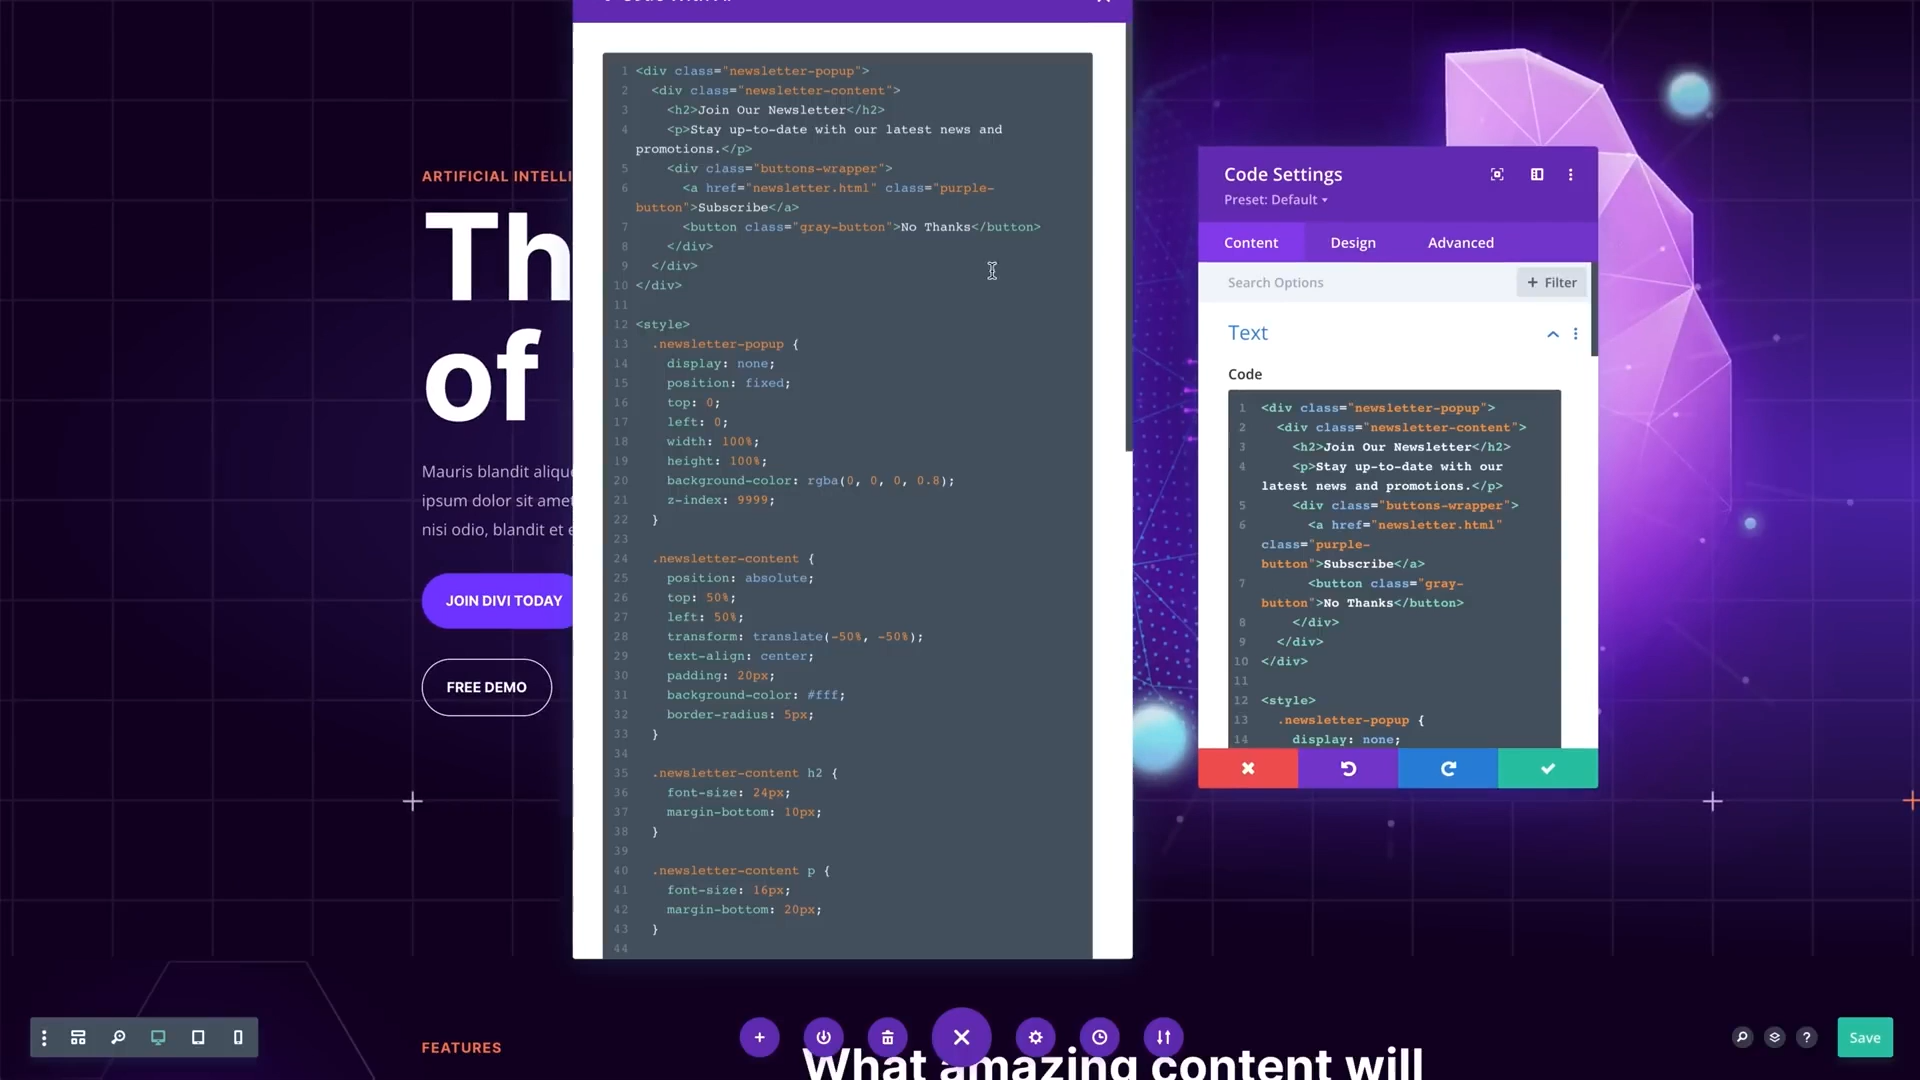 ARTIFICIAL INTELLI
Th
of
Mauris blandit alique
ipsum dolor sit amet
nisi odio, blandit et e
JOIN DIVI TODAY
FREE DEMO
1 <div class="newsletter-popup">
2 <div class="newsletter-content">
3 <h2>Join Our Newsletter</h2>
4 <p>Stay up-to-date with our latest news and
promotions.</p>
5 <div class="buttons-wrapper">
6 <a href="newsletter.html" class="purple-
button">Subscribe</a>
7 <button class="gray-button">No Thanks</button>
8 </div>
9 </div>
10 </div>
11
12 <style>
13 .newsletter-popup {
14 display: none;
15 position: fixed;
16 top: 0;
17 left: 0;
18 width: 100%;
19 height: 100%;
20 background-color: rgba(0, 0, 0, 0.8);
21 z-index: 9999;
22 }
23
24 .newsletter-content {
25 position: absolute;
26 top: 50%;
27 left: 50%;
28 transform: translate(-50%, -50%);
29 text-align: center;
30 padding: 20px;
31 background-color: #fff;
32 border-radius: 5px;
33 }
34
35 .newsletter-content h2 {
36 font-size: 24px;
37 margin-bottom: 10px;
38 }
39
40 .newsletter-content p {
41 font-size: 16px;
42 margin-bottom: 20px;
43 }
44
Code Settings
Preset: Default
Content Design Advanced
Search Options + Filter
Text
Code
1 <div class="newsletter-popup">
2 <div class="newsletter-content">
3 <h2>Join Our Newsletter</h2>
4 <p>Stay up-to-date with our
latest news and promotions.</p>
5 <div class="buttons-wrapper">
6 <a href="newsletter.html"
class="purple-
button">Subscribe</a>
7 <button class="gray-
button">No Thanks</button>
8 </div>
9 </div>
10 </div>
11
12 <style>
13 .newsletter-popup {
14 display: none;
FEATURES
What amazing content will
Save